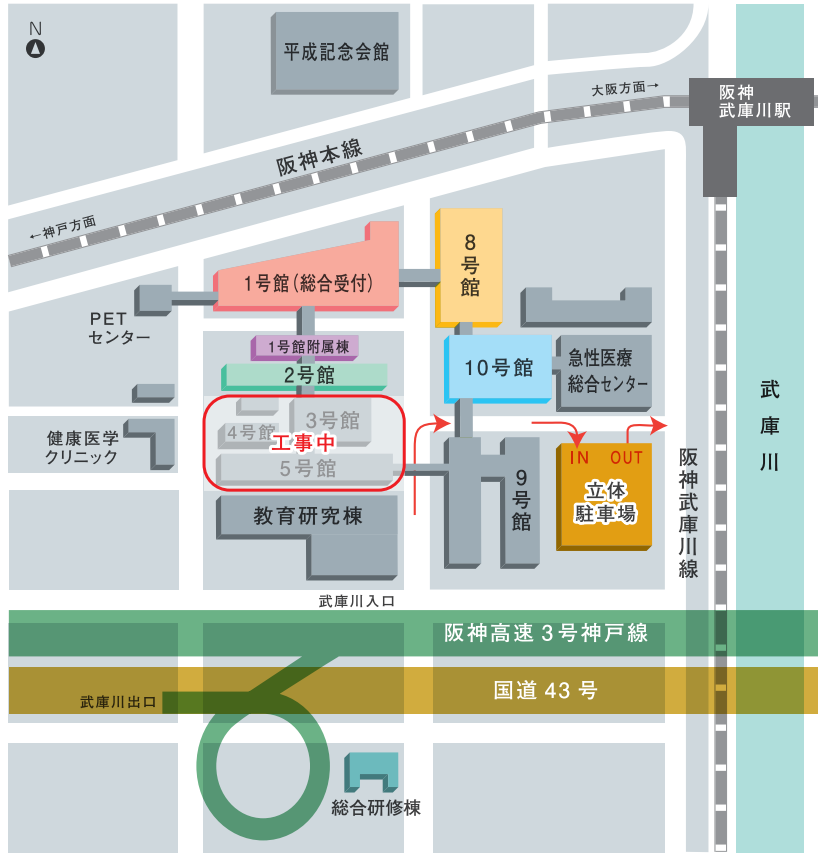 N
平成記念会館
大阪方面→
阪神
武庫川駅
阪神本線
←神戸方面
1号館(総合受付)
8号館
PET
センター
1号館附属棟
2号館
10号館
急性医療
総合センター
3号館
4号館
工事中
5号館
健康医学
クリニック
9号館
IN OUT
立体
駐車場
武庫川
阪神武庫川線
教育研究棟
武庫川入口
阪神高速3号神戸線
国道43号
武庫川出口
総合研修棟